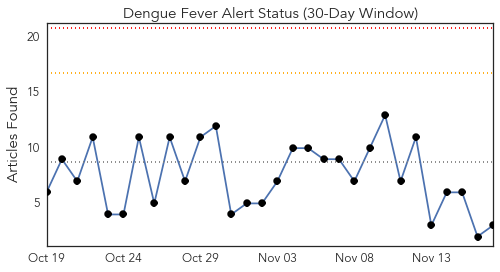 Dengue Fever Alert Status (30-Day Window)
20
15
10
5
Articles Found
Oct 19 Oct 24 Oct 29 Nov 03 Nov 08 Nov 13